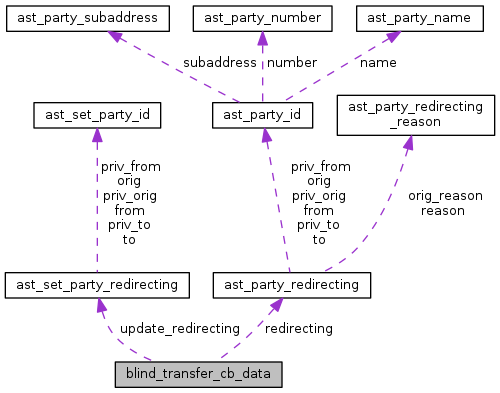 ast_party_subaddress
ast_party_number
ast_party_name
subaddress
number
name
ast_set_party_id
ast_party_id
ast_party_redirecting
_reason
priv_from
orig
priv_orig
from
priv_to
to
priv_from
orig
priv_orig
from
priv_to
to
orig_reason
reason
ast_set_party_redirecting
ast_party_redirecting
update_redirecting
redirecting
blind_transfer_cb_data